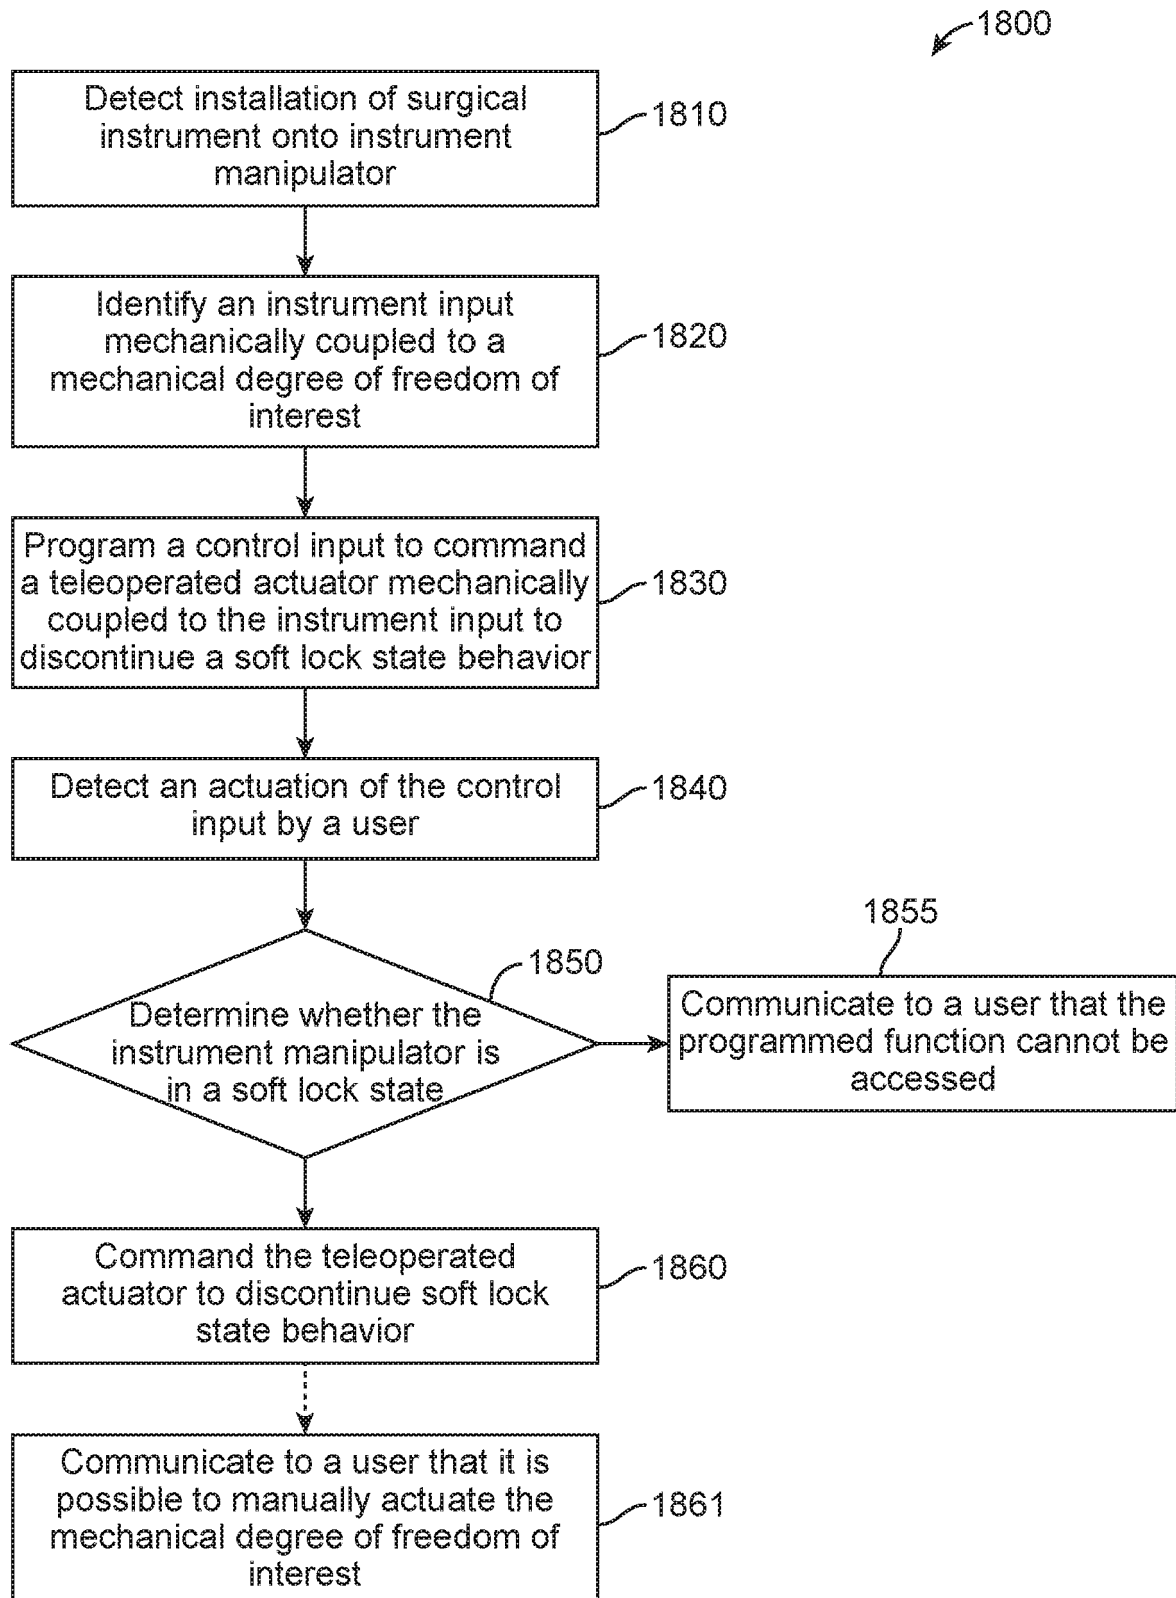 1800
Detect installation of surgical
instrument onto instrument
manipulator
1810
Identify an instrument input
mechanically coupled to a
mechanical degree of freedom of
interest
1820
Program a control input to command
a teleoperated actuator mechanically
coupled to the instrument input to
discontinue a soft lock state behavior
1830
Detect an actuation of the control
input by a user
1840
Determine whether the
instrument manipulator is
in a soft lock state
1850
1855
Communicate to a user that the
programmed function cannot be
accessed
Command the teleoperated
actuator to discontinue soft lock
state behavior
1860
Communicate to a user that it is
possible to manually actuate the
mechanical degree of freedom of
interest
1861